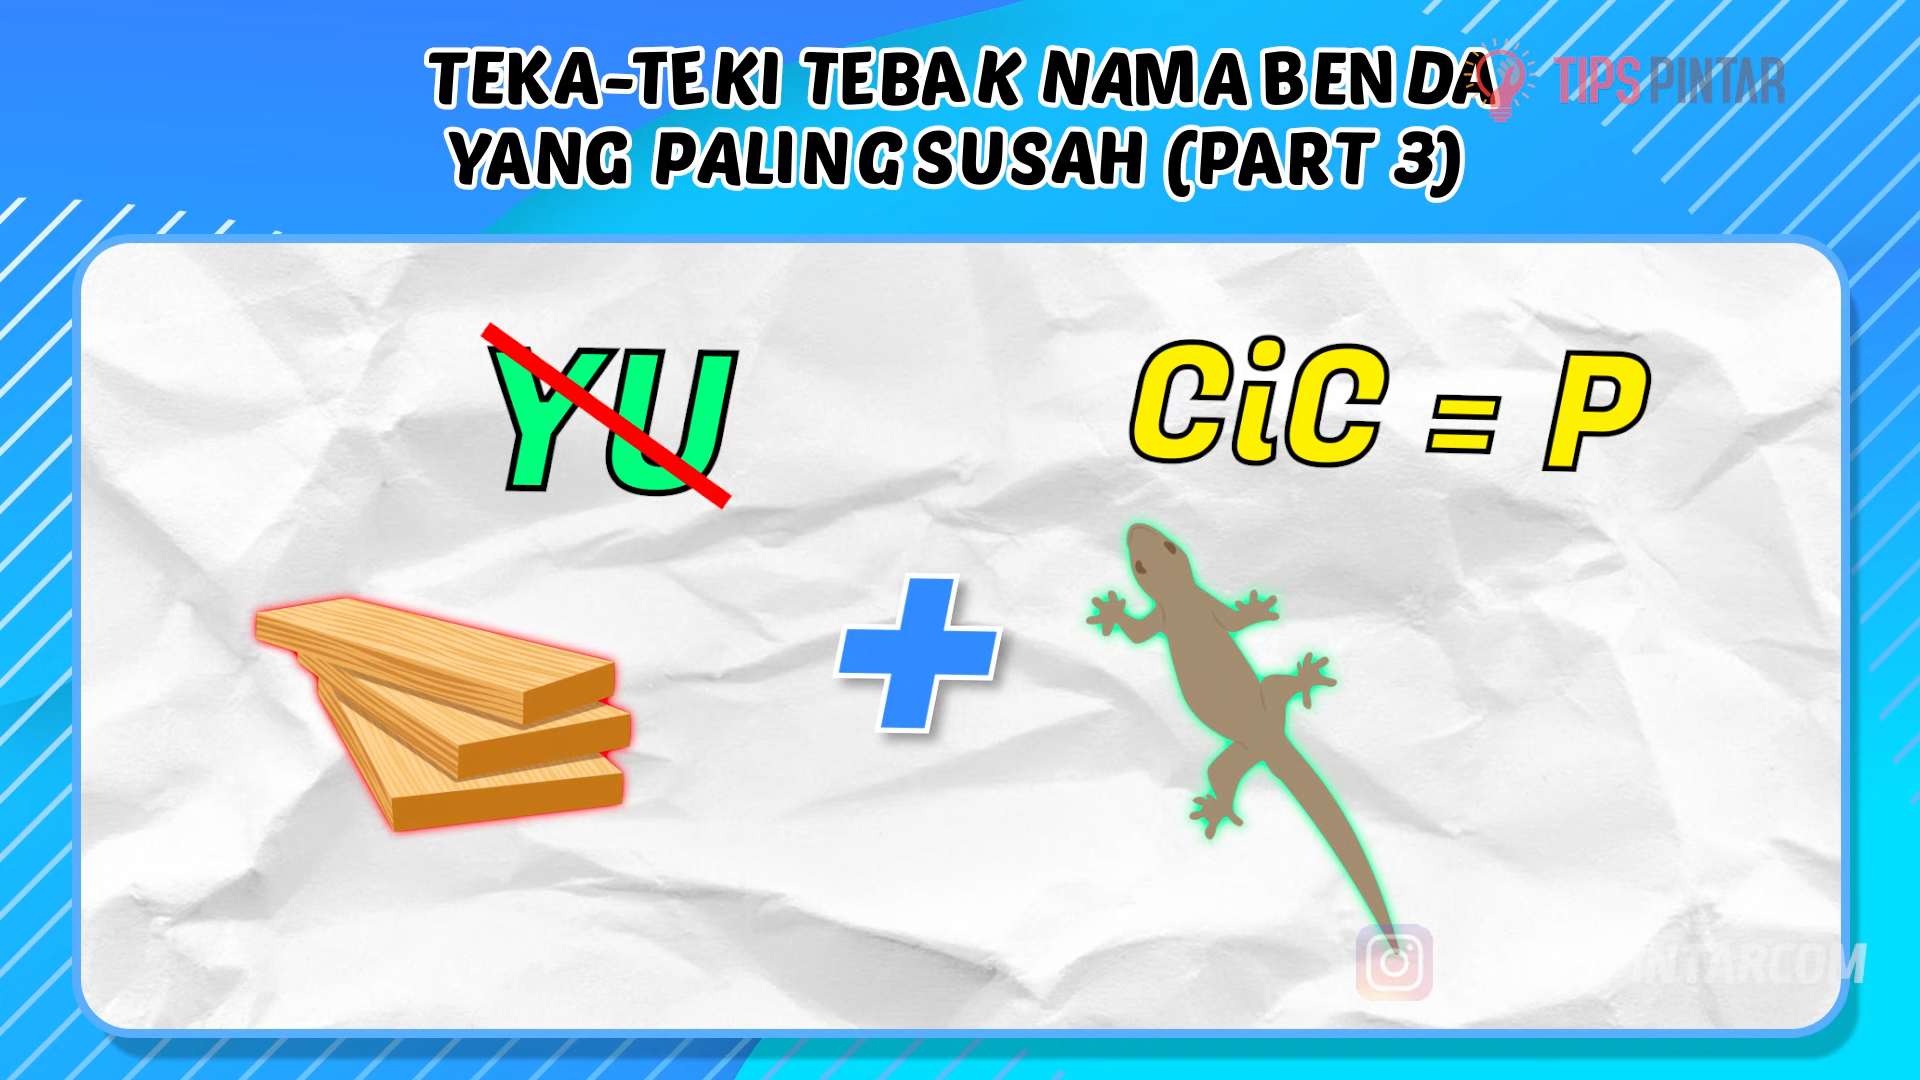 TEKA-TEKI TEBAK NAMA BENDA
YANG PALING SUSAH (PART 3)
TIPS PINTAR
YU
CiC = P